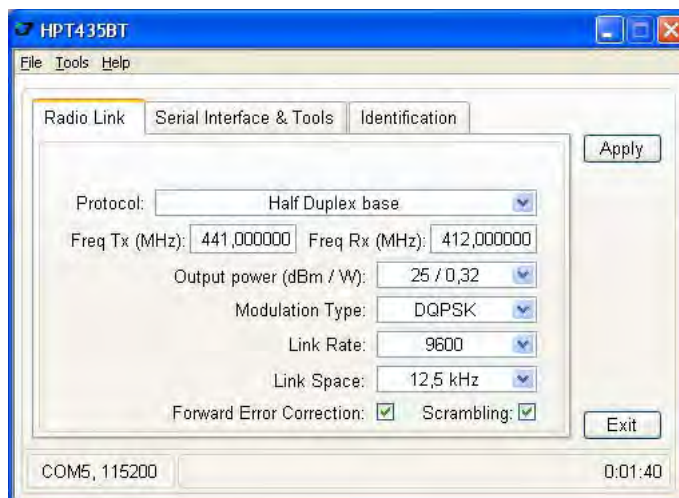 HPT435BT
File Tools Help
Radio Link Serial Interface & Tools Identification
Apply
Protocol: Half Duplex base
Freq Tx (MHz): 441,000000 Freq Rx (MHz): 412,000000
Output power (dBm / W): 25 / 0,32
Modulation Type: DQPSK
Link Rate: 9600
Link Space: 12,5 kHz
Forward Error Correction: Scrambling:
Exit
COM5, 115200 0:01:40